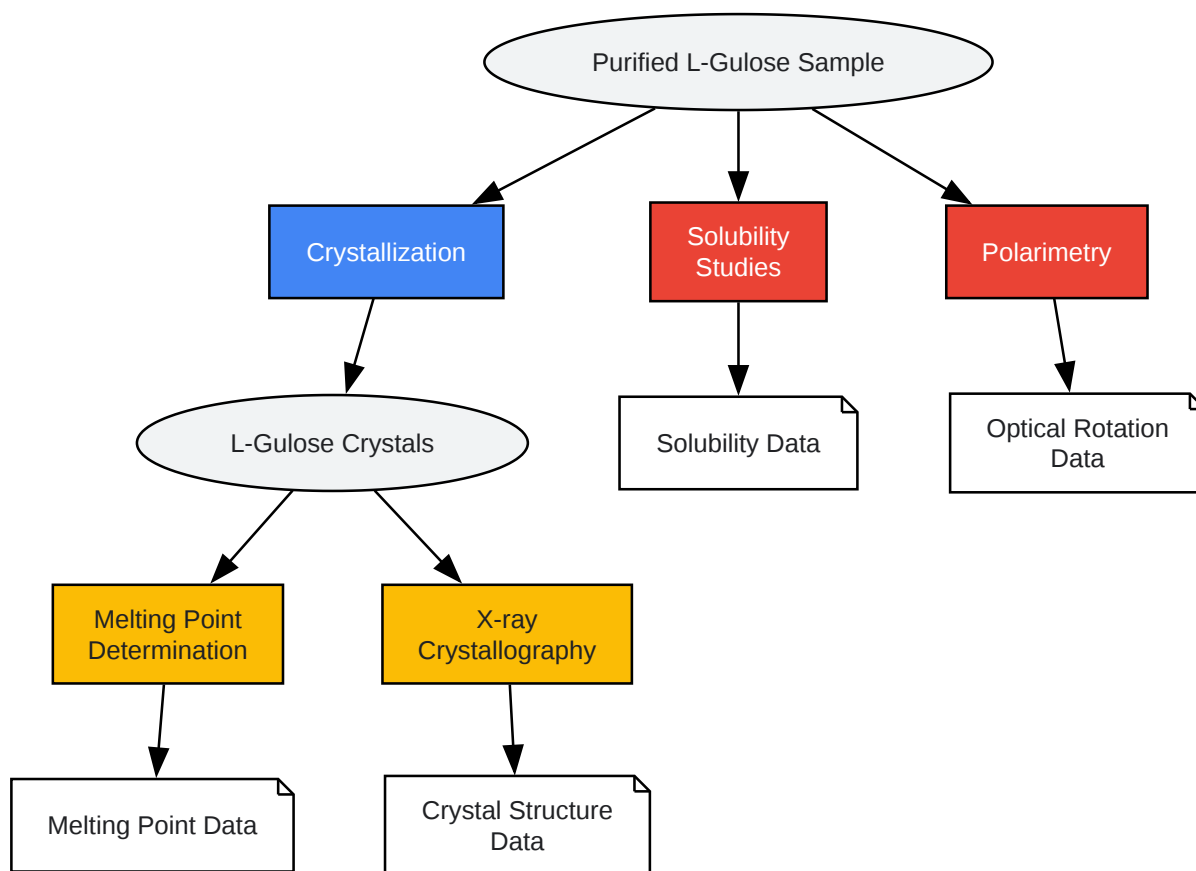 Purified L-Gulose Sample
Crystallization
Solubility
Studies
Polarimetry
L-Gulose Crystals
Solubility Data
Optical Rotation
Data
Melting Point
Determination
X-ray
Crystallography
Melting Point Data
Crystal Structure
Data